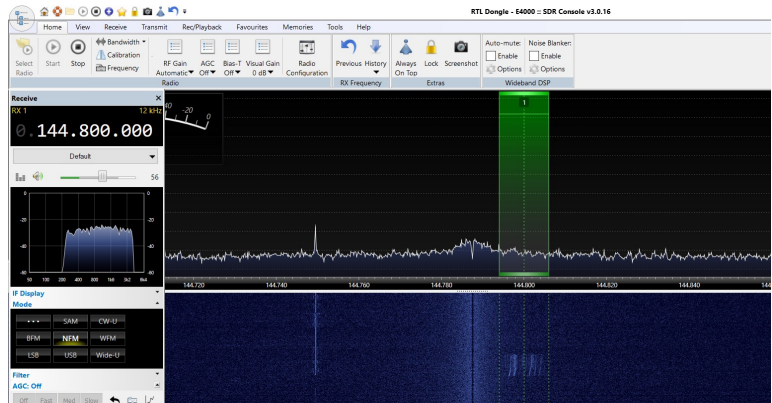 RTL Dongle - E4000 :: SDR Console v3.0.16
Home View Receive Transmit Rec/Playback Favourites Memories Tools Help
Select Radio
Start
Stop
Bandwidth
Calibration
Frequency
RF Gain
Automatic
AGC
Off
Bias-T
Off
Visual Gain
0 dB
Radio Configuration
Radio
Previous
History
RX Frequency
Always On Top
Lock
Screenshot
Extras
Auto-mute:
Enable
Options
Noise Blanker:
Enable
Options
Wideband DSP
Receive
RX 1 12 kHz
0.144.800.000
Default
56
-20 0
1
0 0
-20 -20
-40 -40
-60 -60
50 100 200 400 800 1k6 3k2 6k4
144.720 144.740 144.760 144.780 144.800 144.820 144.840
IF Display
Mode
... SAM CW-U
BFM NFM WFM
LSB USB Wide-U
Filter
AGC: Off
Off Fast Med Slow